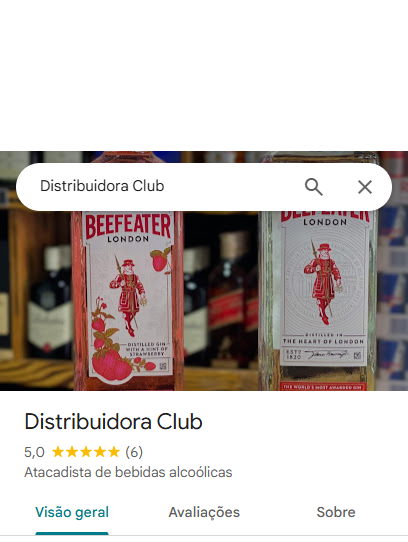 Distribuidora Club
BEEFEATER
LONDON
DISTILLED GIN
WITH A HINT OF
STRAWBERRY
BEEFEATER
LONDON
DISTILLED IN
THE HEART OF LONDON
ESTD
1820
THE WORLD'S MOST AWARDED GIN
Distribuidora Club
5,0 ★★★★★ (6)
Atacadista de bebidas alcoólicas
Visão geral Avaliações Sobre